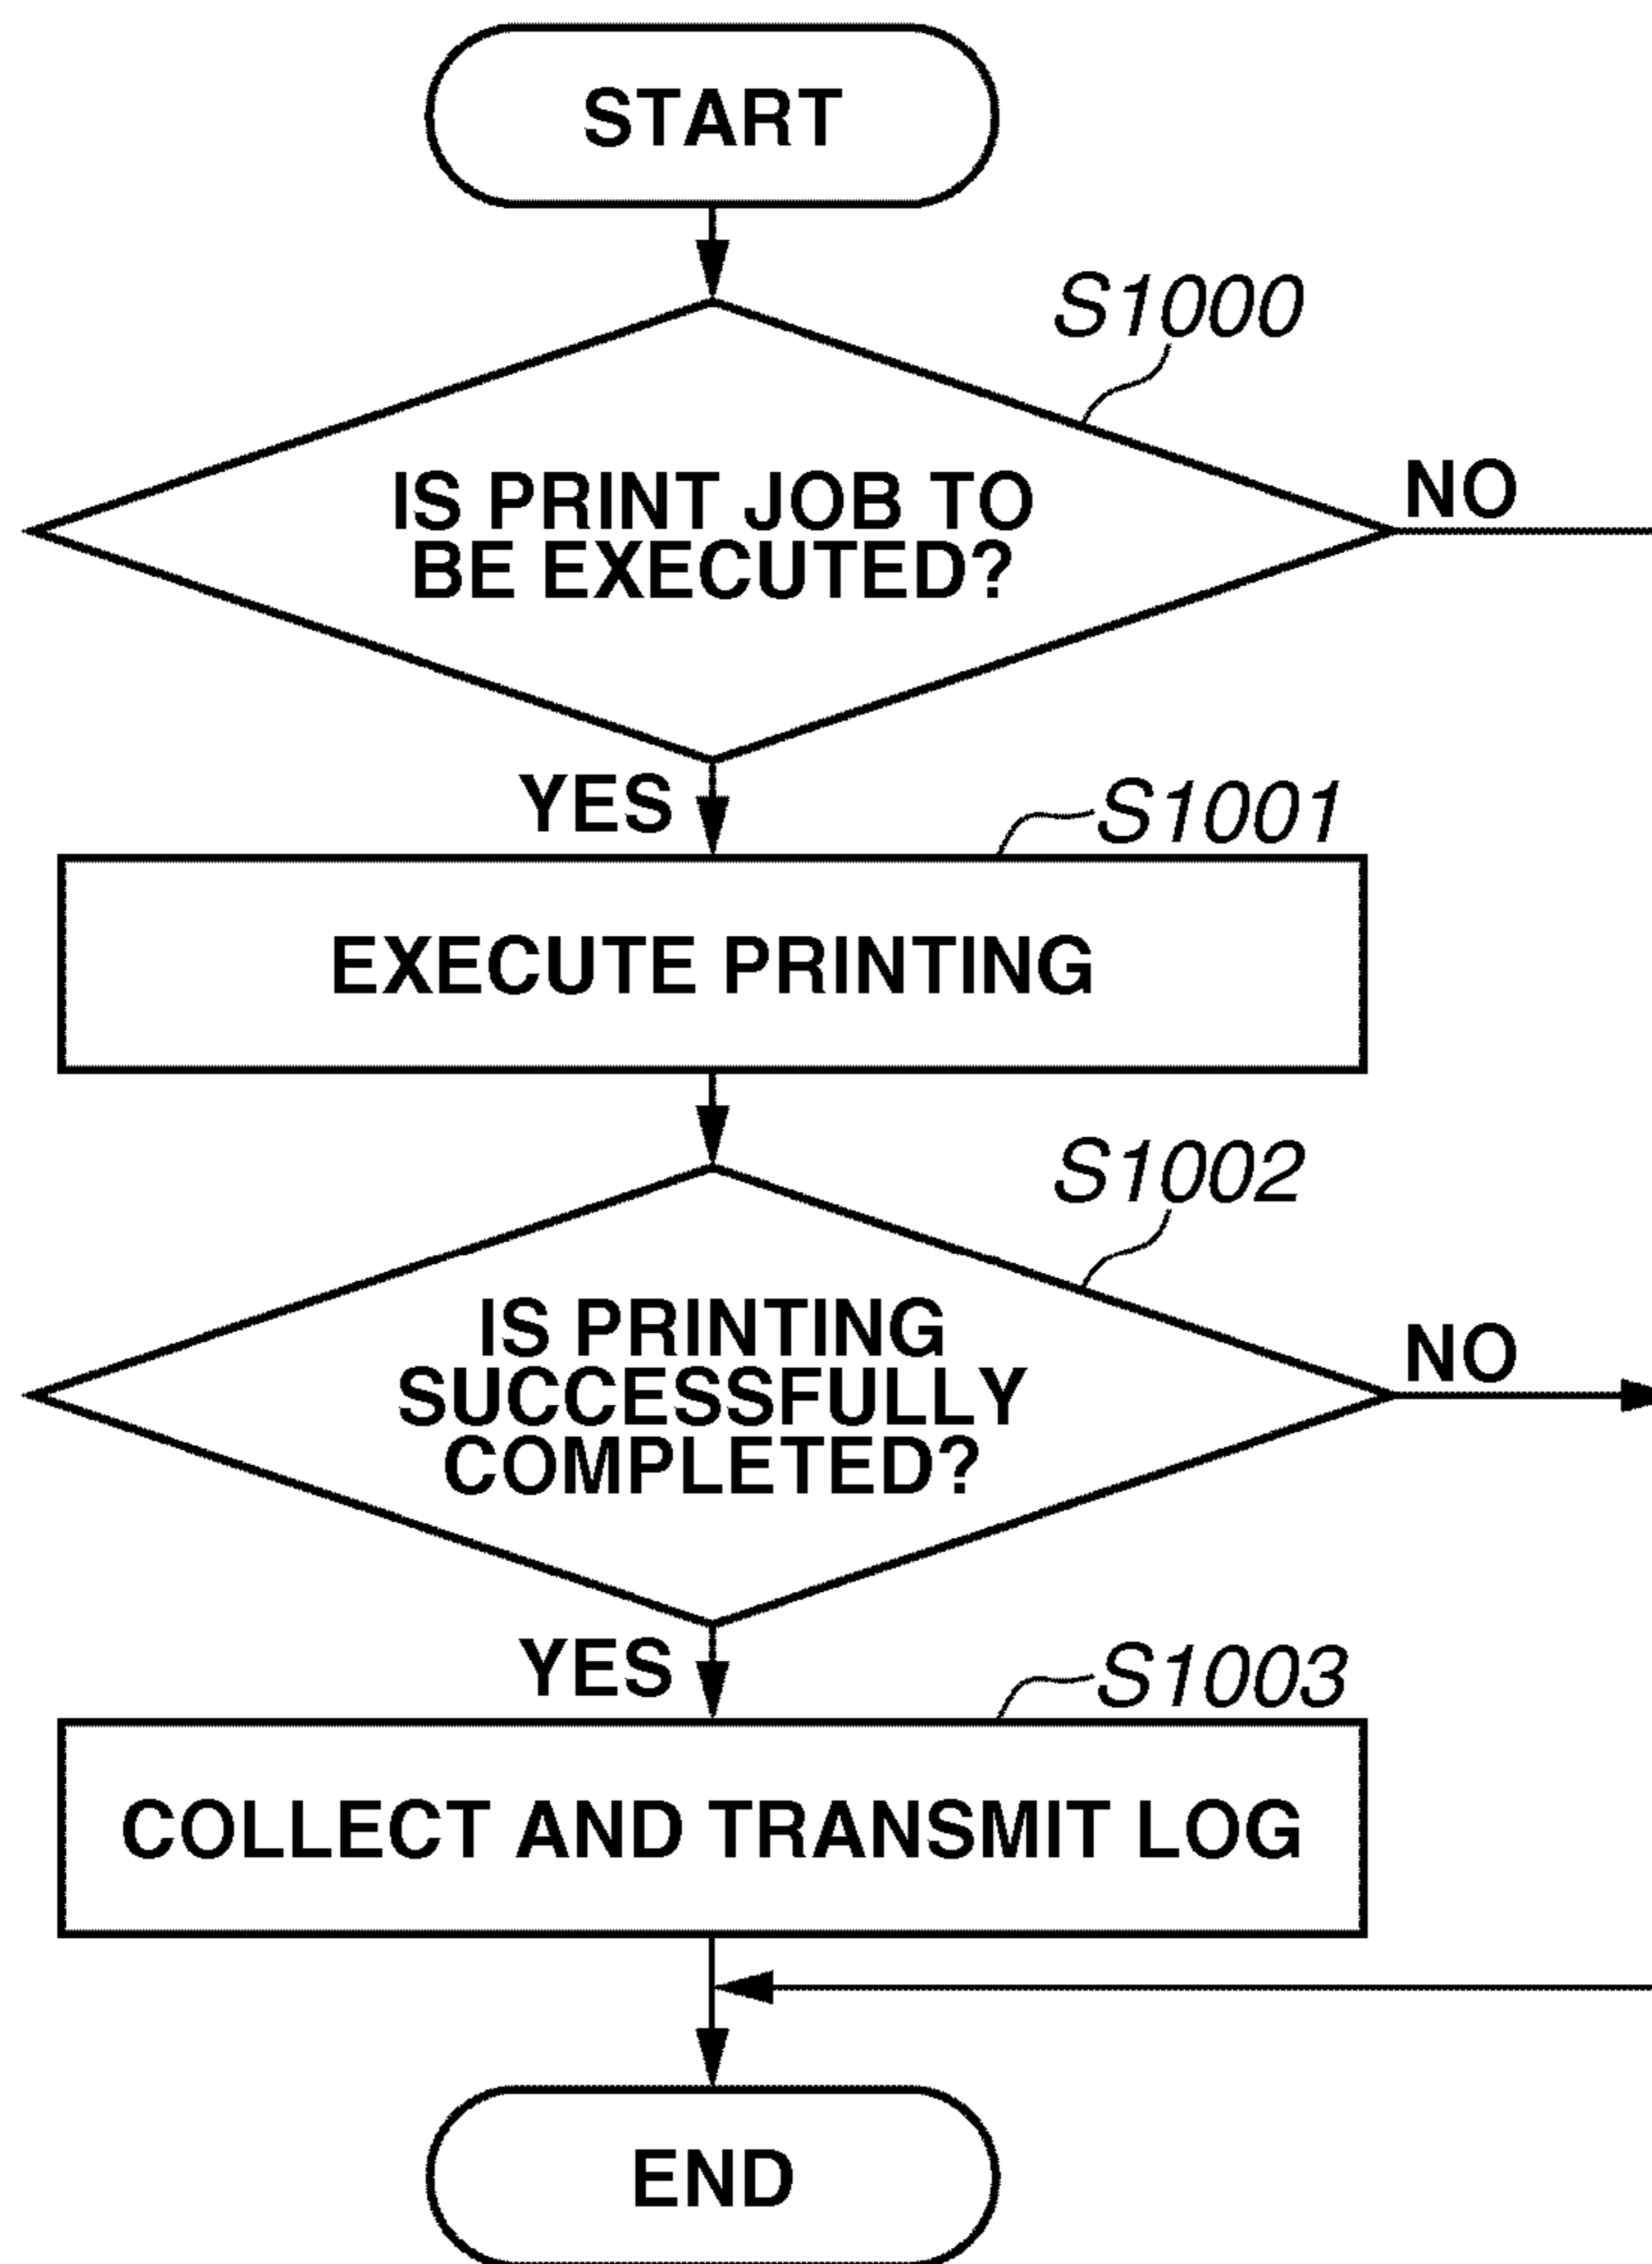 START
S1000
IS PRINT JOB TO
BE EXECUTED?
NO
YES
S1001
EXECUTE PRINTING
S1002
IS PRINTING
SUCCESSFULLY
COMPLETED?
NO
YES
S1003
COLLECT AND TRANSMIT LOG
END